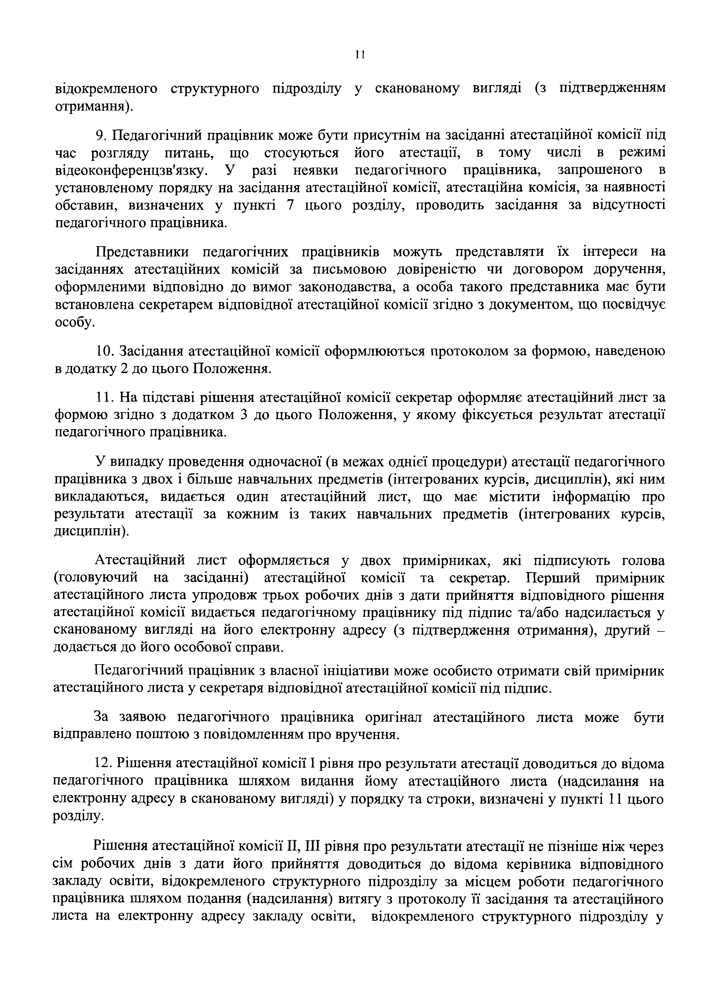 11
відокремленого структурного підрозділу у сканованому вигляді (з підтвердженням
отримання).
9. Педагогічний працівник може бути присутнім на засіданні атестаційної комісії під
час розгляду питань, що стосуються його атестації, в тому числі в режимі
відеоконференцзв'язку. У разі неявки педагогічного працівника, запрошеного в
установленому порядку на засідання атестаційної комісії, атестаційна комісія, за наявності
обставин, визначених у пункті 7 цього розділу, проводить засідання за відсутності
педагогічного працівника.
Представники педагогічних працівників можуть представляти їх інтереси на
засіданнях атестаційних комісій за письмовою довіреністю чи договором доручення,
оформленими відповідно до вимог законодавства, а особа такого представника має бути
встановлена секретарем відповідної атестаційної комісії згідно з документом, що посвідчує
особу.
10. Засідання атестаційної комісії оформлюються протоколом за формою, наведеною
в додатку 2 до цього Положення.
11. На підставі рішення атестаційної комісії секретар оформляє атестаційний лист за
формою згідно з додатком 3 до цього Положення, у якому фіксується результат атестації
педагогічного працівника.
У випадку проведення одночасної (в межах однієї процедури) атестації педагогічного
працівника з двох і більше навчальних предметів (інтегрованих курсів, дисциплін), які ним
викладаються, видається один атестаційний лист, що має містити інформацію про
результати атестації за кожним із таких навчальних предметів (інтегрованих курсів,
дисциплін).
Атестаційний лист оформляється у двох примірниках, які підписують голова
(головуючий на засіданні) атестаційної комісії та секретар. Перший примірник
атестаційного листа упродовж трьох робочих днів з дати прийняття відповідного рішення
атестаційної комісії видається педагогічному працівнику під підпис та/або надсилається у
сканованому вигляді на його електронну адресу (з підтвердження отримання), другий –
додається до його особової справи.
Педагогічний працівник з власної ініціативи може особисто отримати свій примірник
атестаційного листа у секретаря відповідної атестаційної комісії під підпис.
За заявою педагогічного працівника оригінал атестаційного листа може бути
відправлено поштою з повідомленням про вручення.
12. Рішення атестаційної комісії І рівня про результати атестації доводиться до відома
педагогічного працівника шляхом видання йому атестаційного листа (надсилання на
електронну адресу в сканованому вигляді) у порядку та строки, визначені у пункті 11 цього
розділу.
Рішення атестаційної комісії ІІ, ІІІ рівня про результати атестації не пізніше ніж через
сім робочих днів з дати його прийняття доводиться до відома керівника відповідного
закладу освіти, відокремленого структурного підрозділу за місцем роботи педагогічного
працівника шляхом подання (надсилання) витягу з протоколу її засідання та атестаційного
листа на електронну адресу закладу освіти, відокремленого структурного підрозділу у